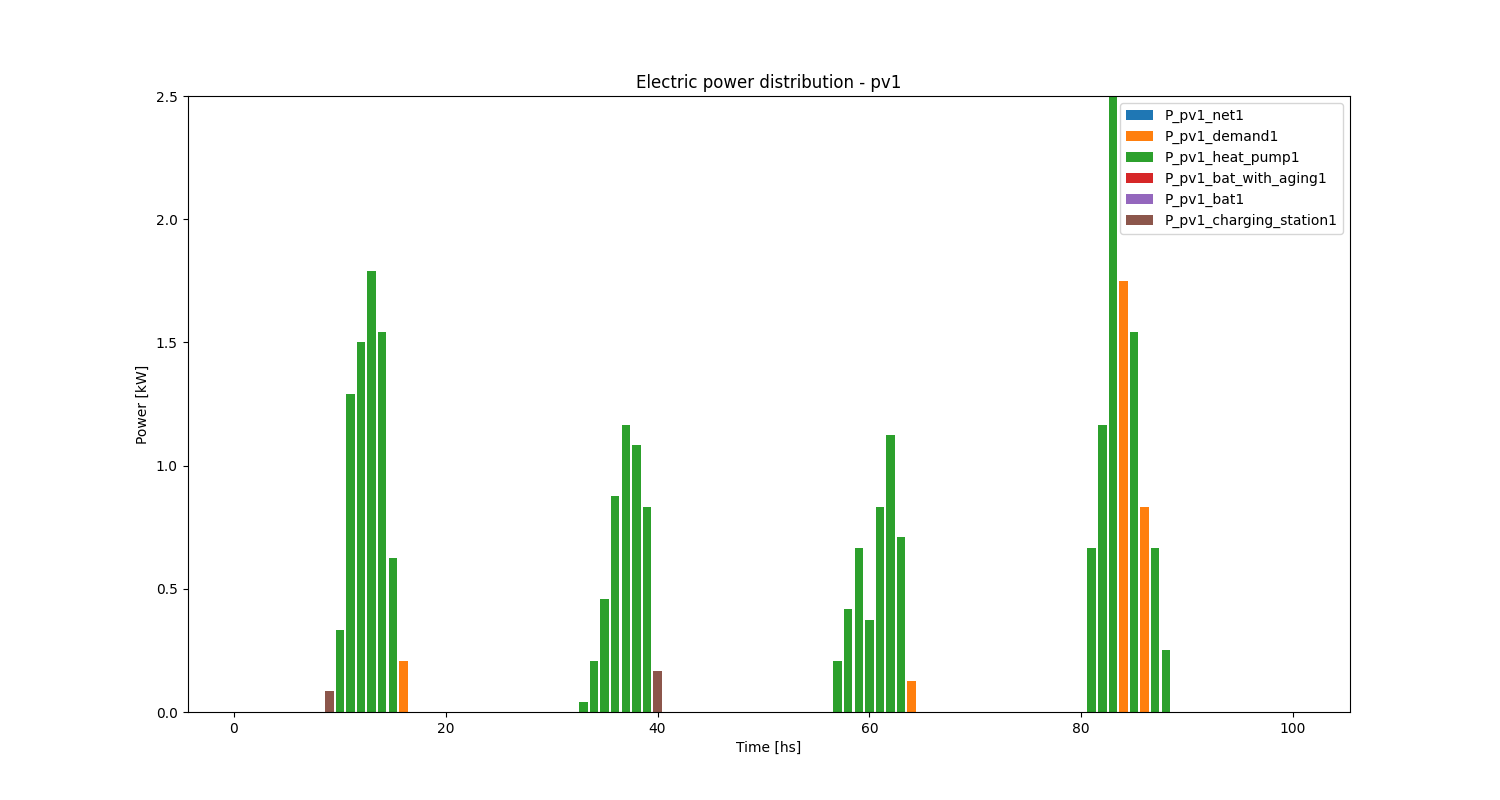 Electric power distribution - pv1
2.5
2.0
1.5
1.0
0.5
0.0
Power [kW]
P_pv1_net1
P_pv1_demand1
P_pv1_heat_pump1
P_pv1_bat_with_aging1
P_pv1_bat1
P_pv1_charging_station1
0 20 40 60 80 100
Time [hs]